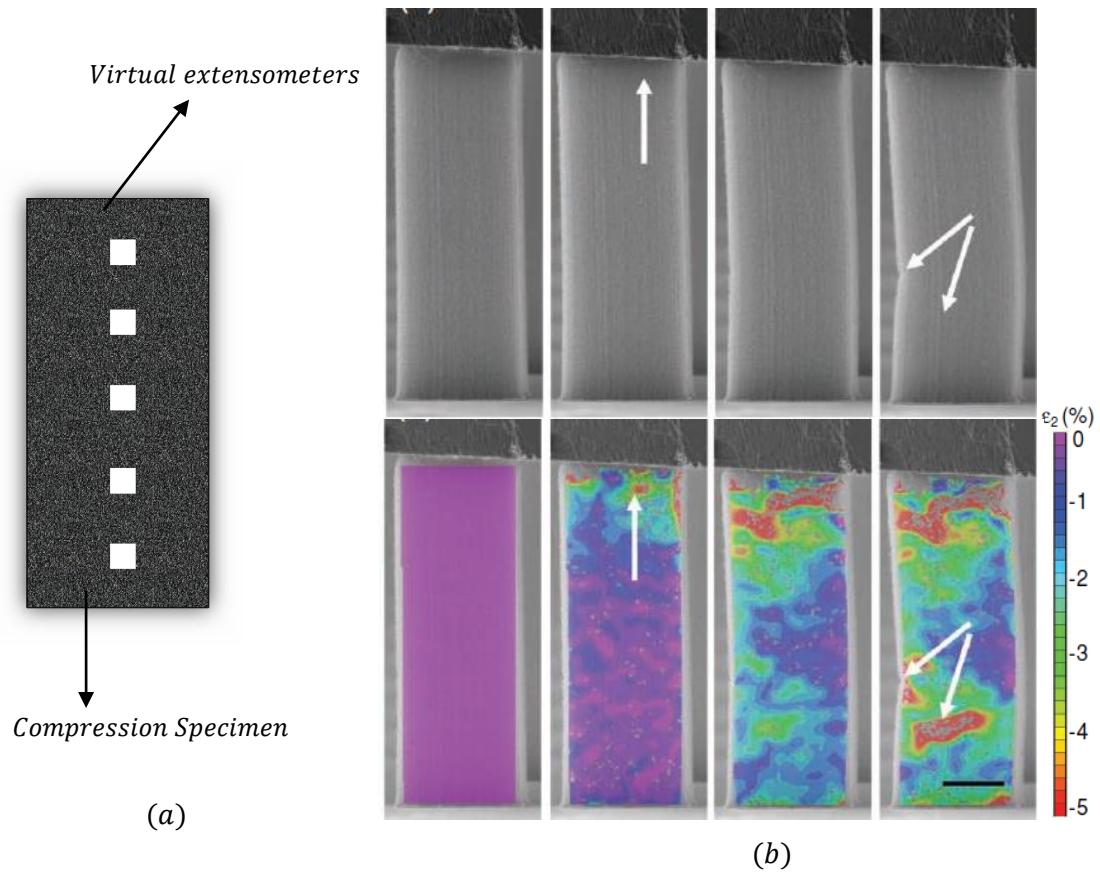 Virtual extensometers
Compression Specimen
(a)
ε₂ (%)
0
-1
-2
-3
-4
-5
(b)